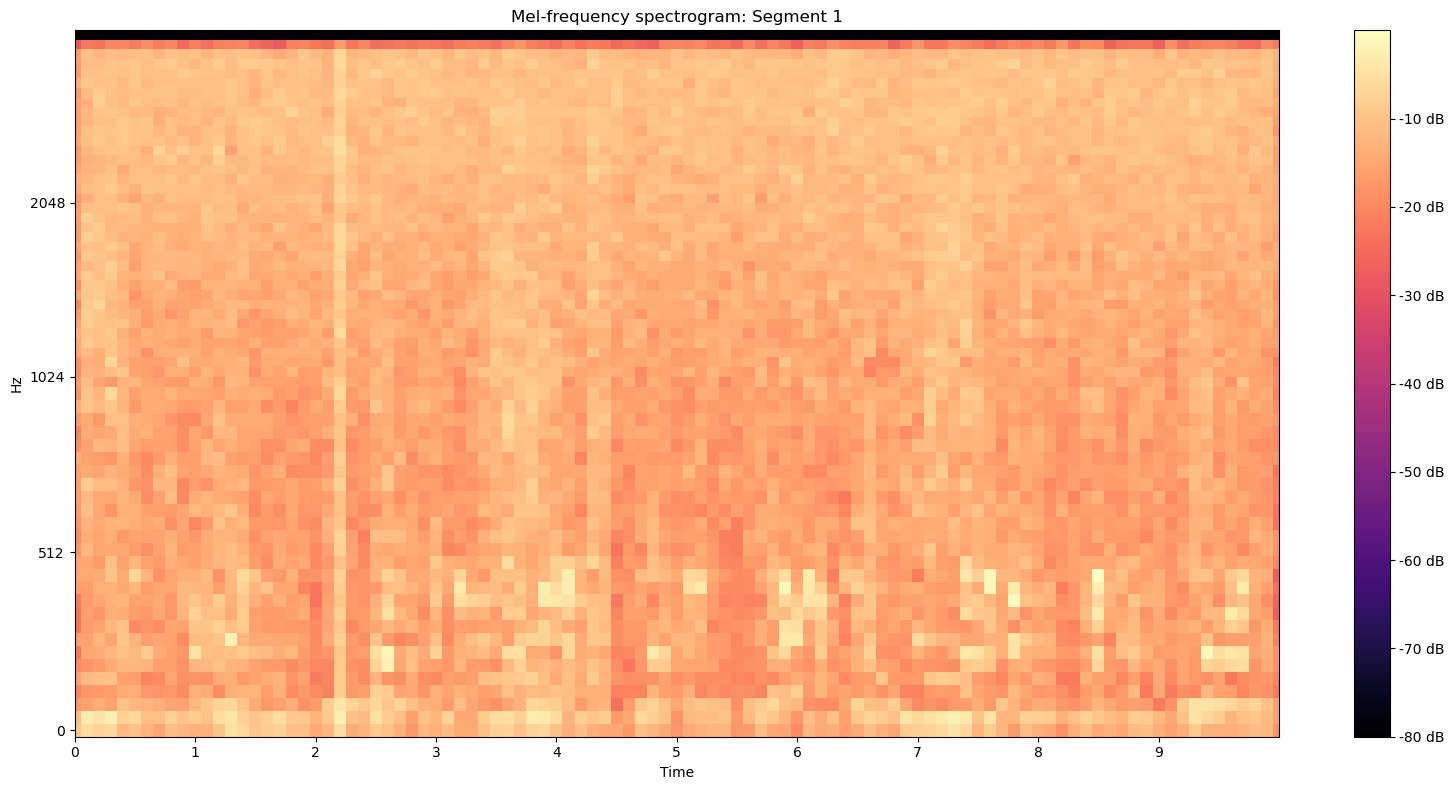 Mel-frequency spectrogram: Segment 1
Hz
2048
1024
512
0
0 1 2 3 4 5 6 7 8 9
Time
-10 dB
-20 dB
-30 dB
-40 dB
-50 dB
-60 dB
-70 dB
-80 dB